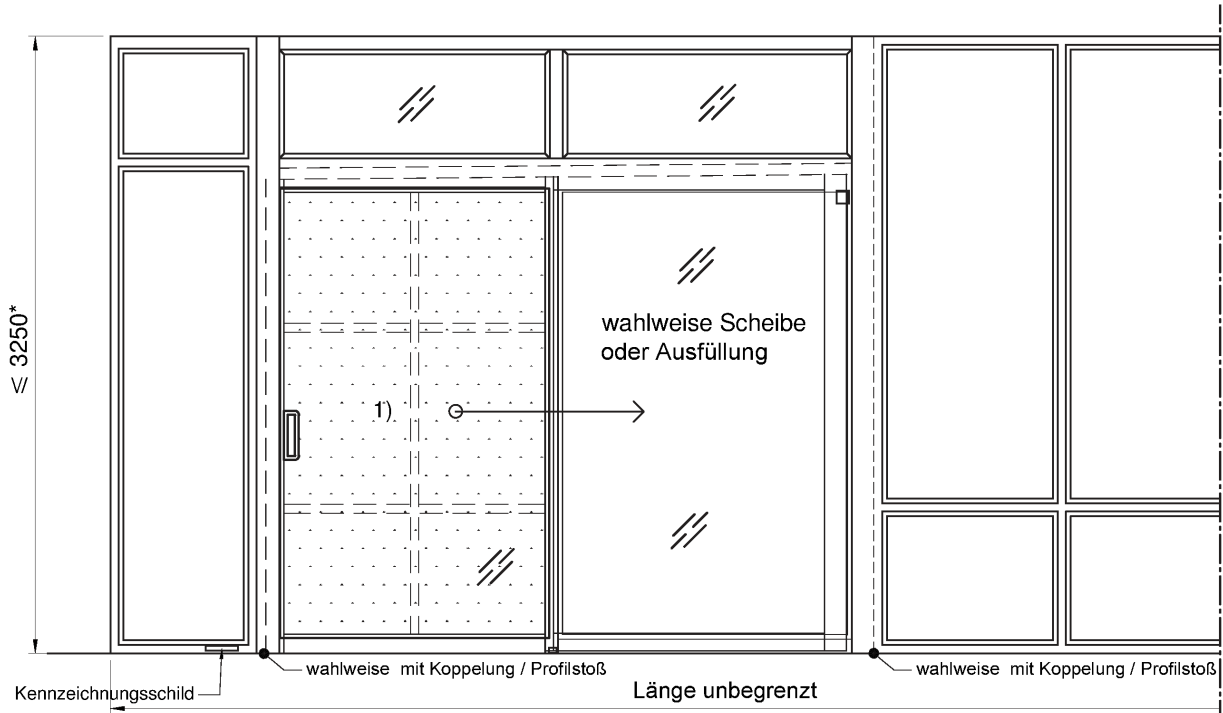 ≤ 3250*
wahlweise Scheibe
oder Ausfüllung
1)
wahlweise mit Koppelung / Profilstoß
wahlweise mit Koppelung / Profilstoß
Kennzeichnungsschild
Länge unbegrenzt